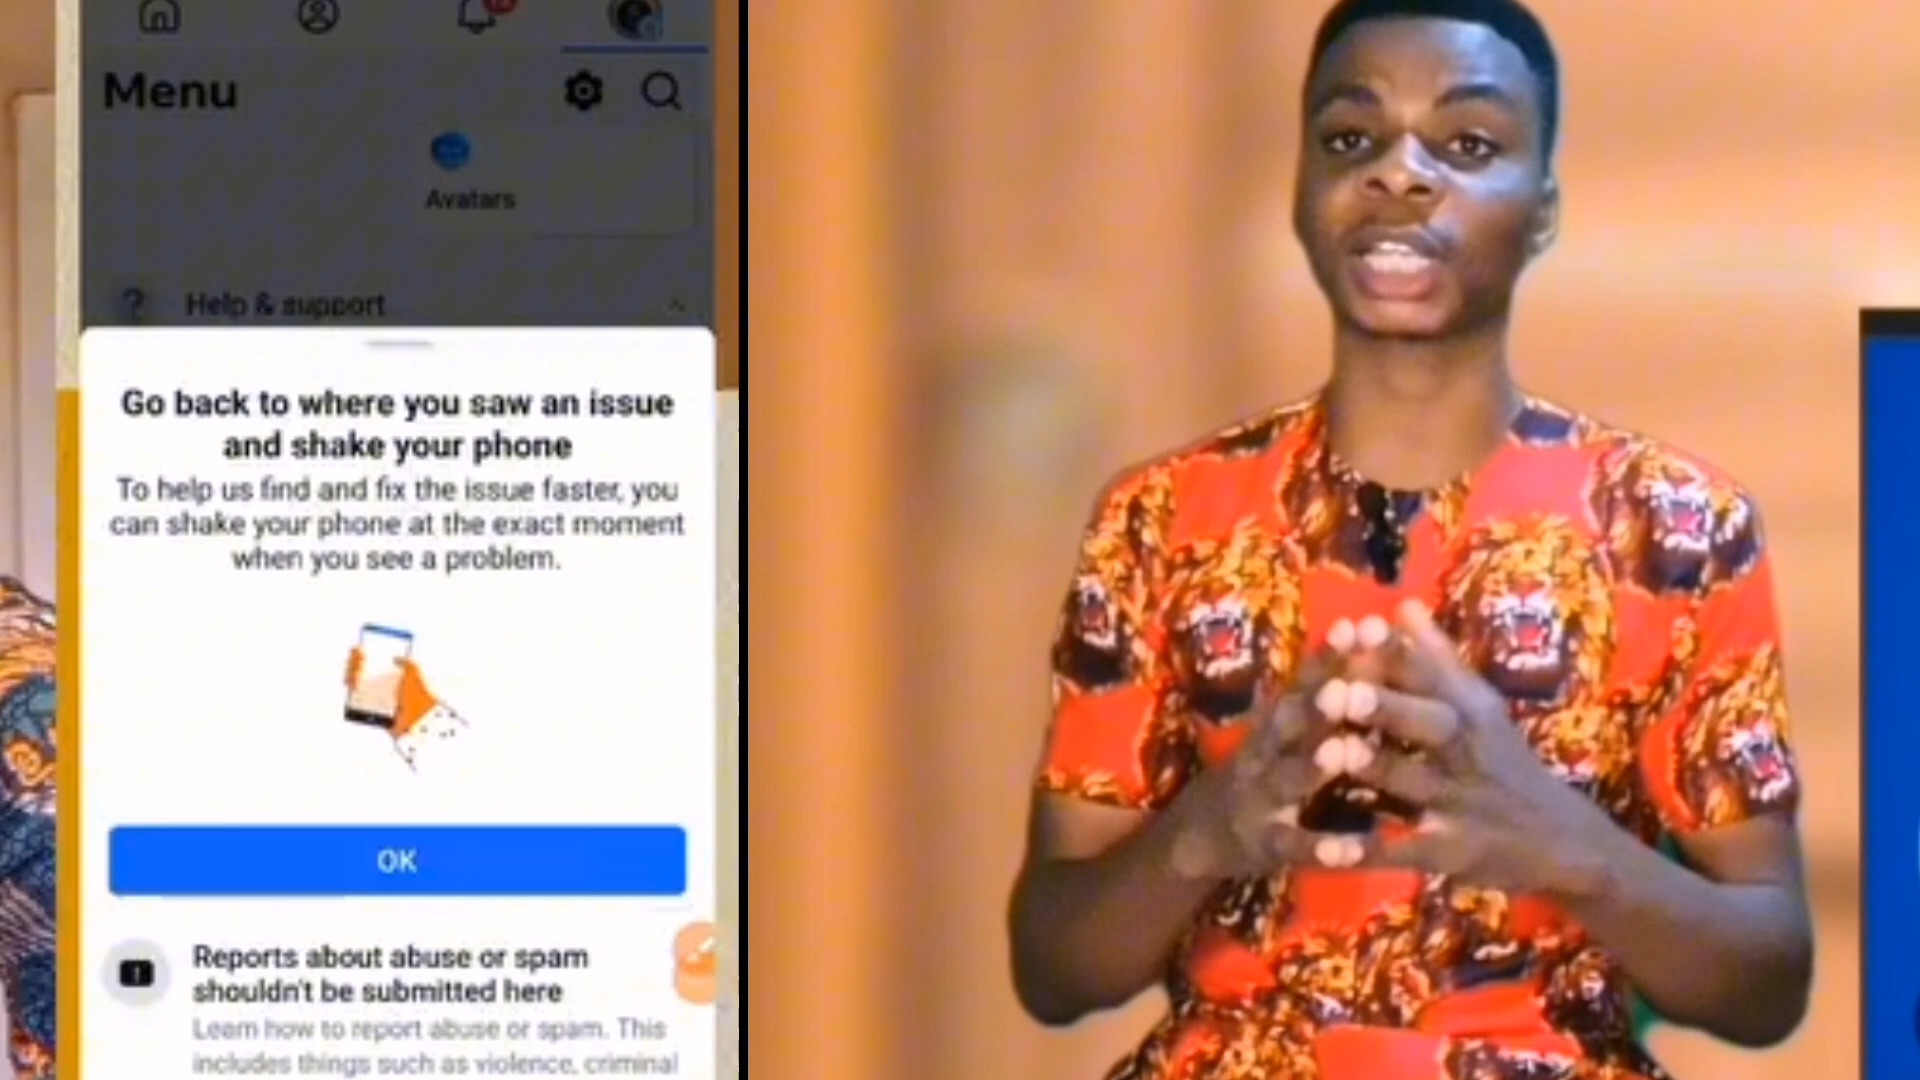 Menu
Avatars
Help & support
Go back to where you saw an issue
and shake your phone
To help us find and fix the issue faster, you
can shake your phone at the exact moment
when you see a problem.
OK
Reports about abuse or spam
shouldn't be submitted here
Learn how to report abuse or spam. This
includes things such as violence, criminal